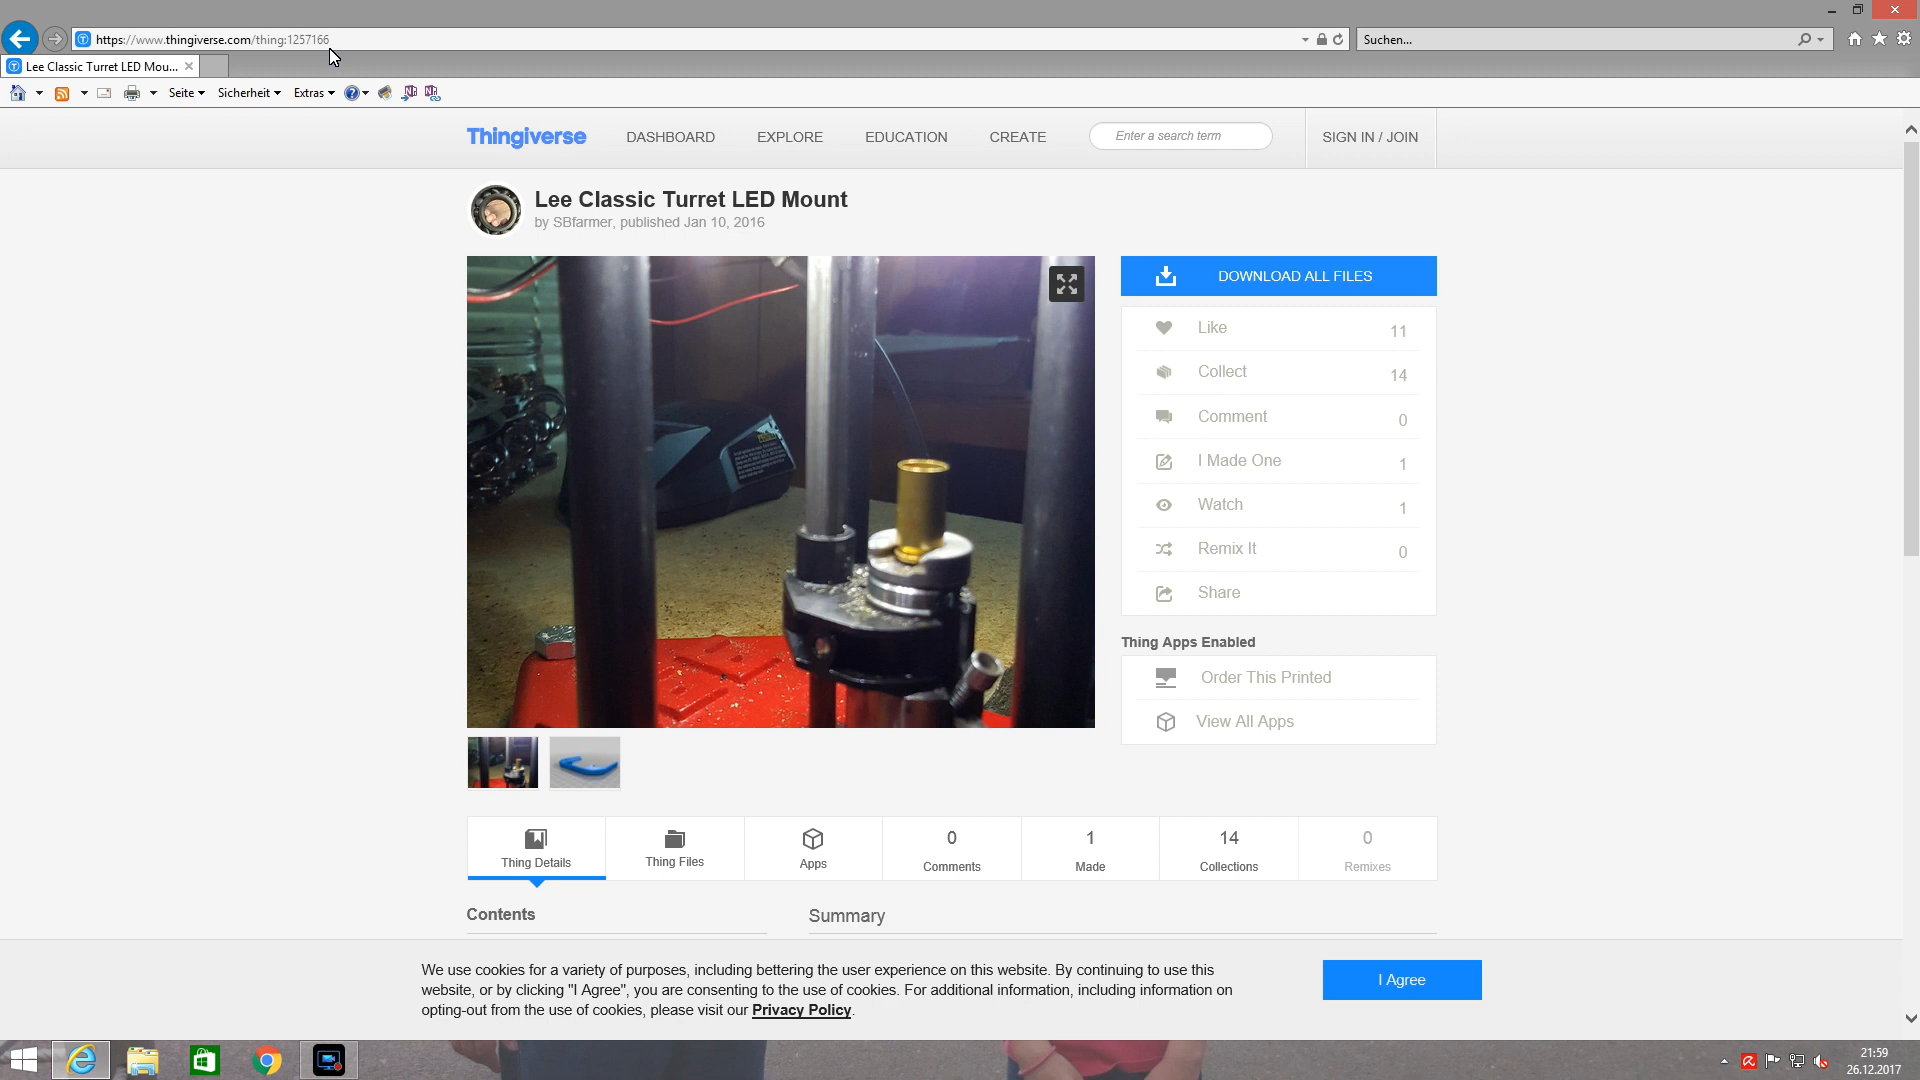 https://www.thingiverse.com/thing:1257166
Suchen...
Lee Classic Turret LED Mou...
Seite
Sicherheit
Extras
Thingiverse
DASHBOARD
EXPLORE
EDUCATION
CREATE
Enter a search term
SIGN IN / JOIN
Lee Classic Turret LED Mount
by SBfarmer, published Jan 10, 2016
DOWNLOAD ALL FILES
Like 11
Collect 14
Comment 0
I Made One 1
Watch 1
Remix It 0
Share
Thing Apps Enabled
Order This Printed
View All Apps
Thing Details
Thing Files
Apps
0
Comments
1
Made
14
Collections
0
Remixes
Contents
Summary
We use cookies for a variety of purposes, including bettering the user experience on this website. By continuing to use this
website, or by clicking "I Agree", you are consenting to the use of cookies. For additional information, including information on
opting-out from the use of cookies, please visit our Privacy Policy.
I Agree
21:59
26.12.2017